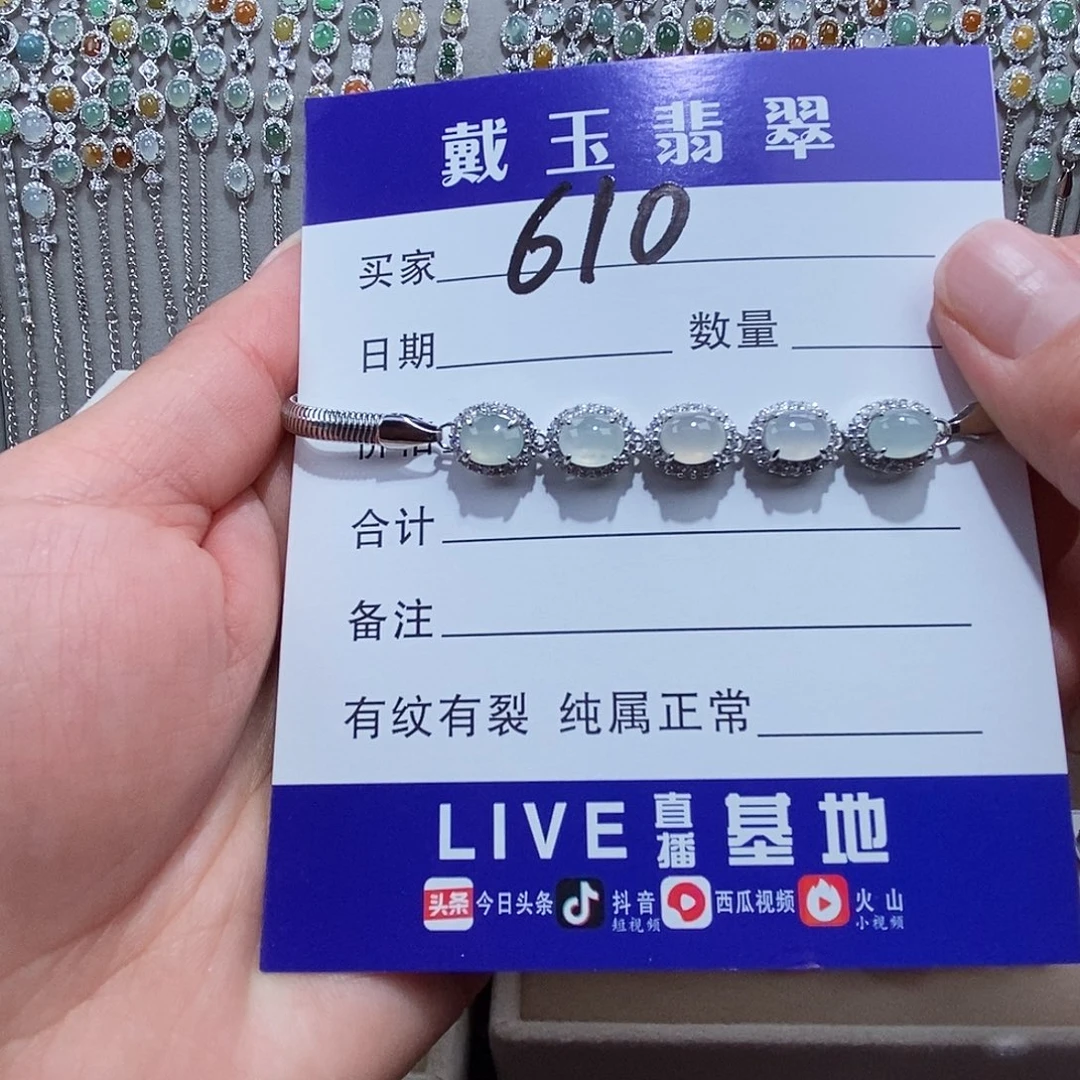 戴玉翡翠
买家 610
日期 数量
价格
合计
备注
有纹有裂 纯属正常
LIVE 直播 基地
头条 今日头条 抖音短视频 西瓜视频 火山小视频